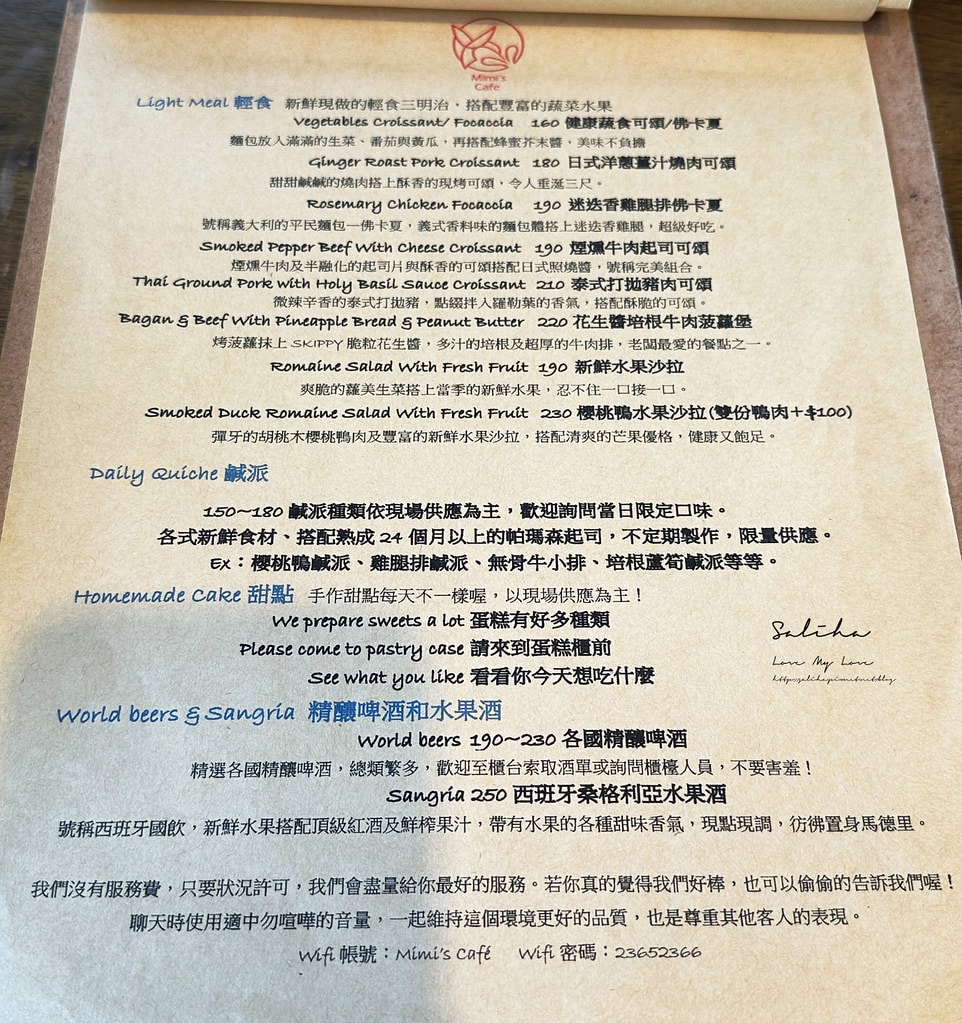 Mimi's
Cafe
Light Meal 輕食 新鮮現做的輕食三明治，搭配豐富的蔬菜水果
Vegetables Croissant/ Focaccia 160 健康蔬食可頌/佛卡夏
麵包放入滿滿的生菜、番茄與黃瓜，再搭配蜂蜜芥末醬，美味不負擔
Ginger Roast Pork Croissant 180 日式洋蔥薑汁燒肉可頌
甜甜鹹鹹的燒肉搭上酥香的現烤可頌，令人垂涎三尺。
Rosemary Chicken Focaccia 190 迷迭香雞腿排佛卡夏
號稱義大利的平民麵包—佛卡夏，義式香料味的麵包體搭上迷迭香雞腿，超級好吃。
Smoked Pepper Beef With Cheese Croissant 190 煙燻牛肉起司可頌
煙燻牛肉及半融化的起司片與酥香的可頌搭配日式照燒醬，號稱完美組合。
Thai Ground Pork with Holy Basil Sauce Croissant 210 泰式打拋豬肉可頌
微辣辛香的泰式打拋豬，點綴拌入羅勒葉的香氣，搭配酥脆的可頌。
Bagan & Beef With Pineapple Bread & Peanut Butter 220 花生醬培根牛肉菠蘿堡
烤菠蘿抹上 SKIPPY 脆粒花生醬，多汁的培根及超厚的牛肉排，老闆最愛的餐點之一。
Romaine Salad With Fresh Fruit 190 新鮮水果沙拉
爽脆的蘿美生菜搭上當季的新鮮水果，忍不住一口接一口。
Smoked Duck Romaine Salad With Fresh Fruit 230 櫻桃鴨水果沙拉(雙份鴨肉+$100)
彈牙的胡桃木櫻桃鴨肉及豐富的新鮮水果沙拉，搭配清爽的芒果優格，健康又飽足。
Daily Quiche 鹹派
150~180 鹹派種類依現場供應為主，歡迎詢問當日限定口味。
各式新鮮食材、搭配熟成 24 個月以上的帕瑪森起司，不定期製作，限量供應。
Ex：櫻桃鴨鹹派、雞腿排鹹派、無骨牛小排、培根蘆筍鹹派等等。
Homemade Cake 甜點 手作甜點每天不一樣喔，以現場供應為主！
We prepare sweets a lot 蛋糕有好多種類
Please come to pastry case 請來到蛋糕櫃前
See what you like 看看你今天想吃什麼
Saliha
Love My Love
http://saliha.pixnet.net/blog
World beers & Sangria 精釀啤酒和水果酒
World beers 190~230 各國精釀啤酒
精選各國精釀啤酒，總類繁多，歡迎至櫃台索取酒單或詢問櫃檯人員，不要害羞！
Sangria 250 西班牙桑格利亞水果酒
號稱西班牙國飲，新鮮水果搭配頂級紅酒及鮮榨果汁，帶有水果的各種甜味香氣，現點現調，彷彿置身馬德里。
我們沒有服務費，只要狀況許可，我們會盡量給你最好的服務。若你真的覺得我們好棒，也可以偷偷的告訴我們喔！
聊天時使用適中勿喧嘩的音量，一起維持這個環境更好的品質，也是尊重其他客人的表現。
Wifi 帳號：Mimi's Café Wifi 密碼：23652366